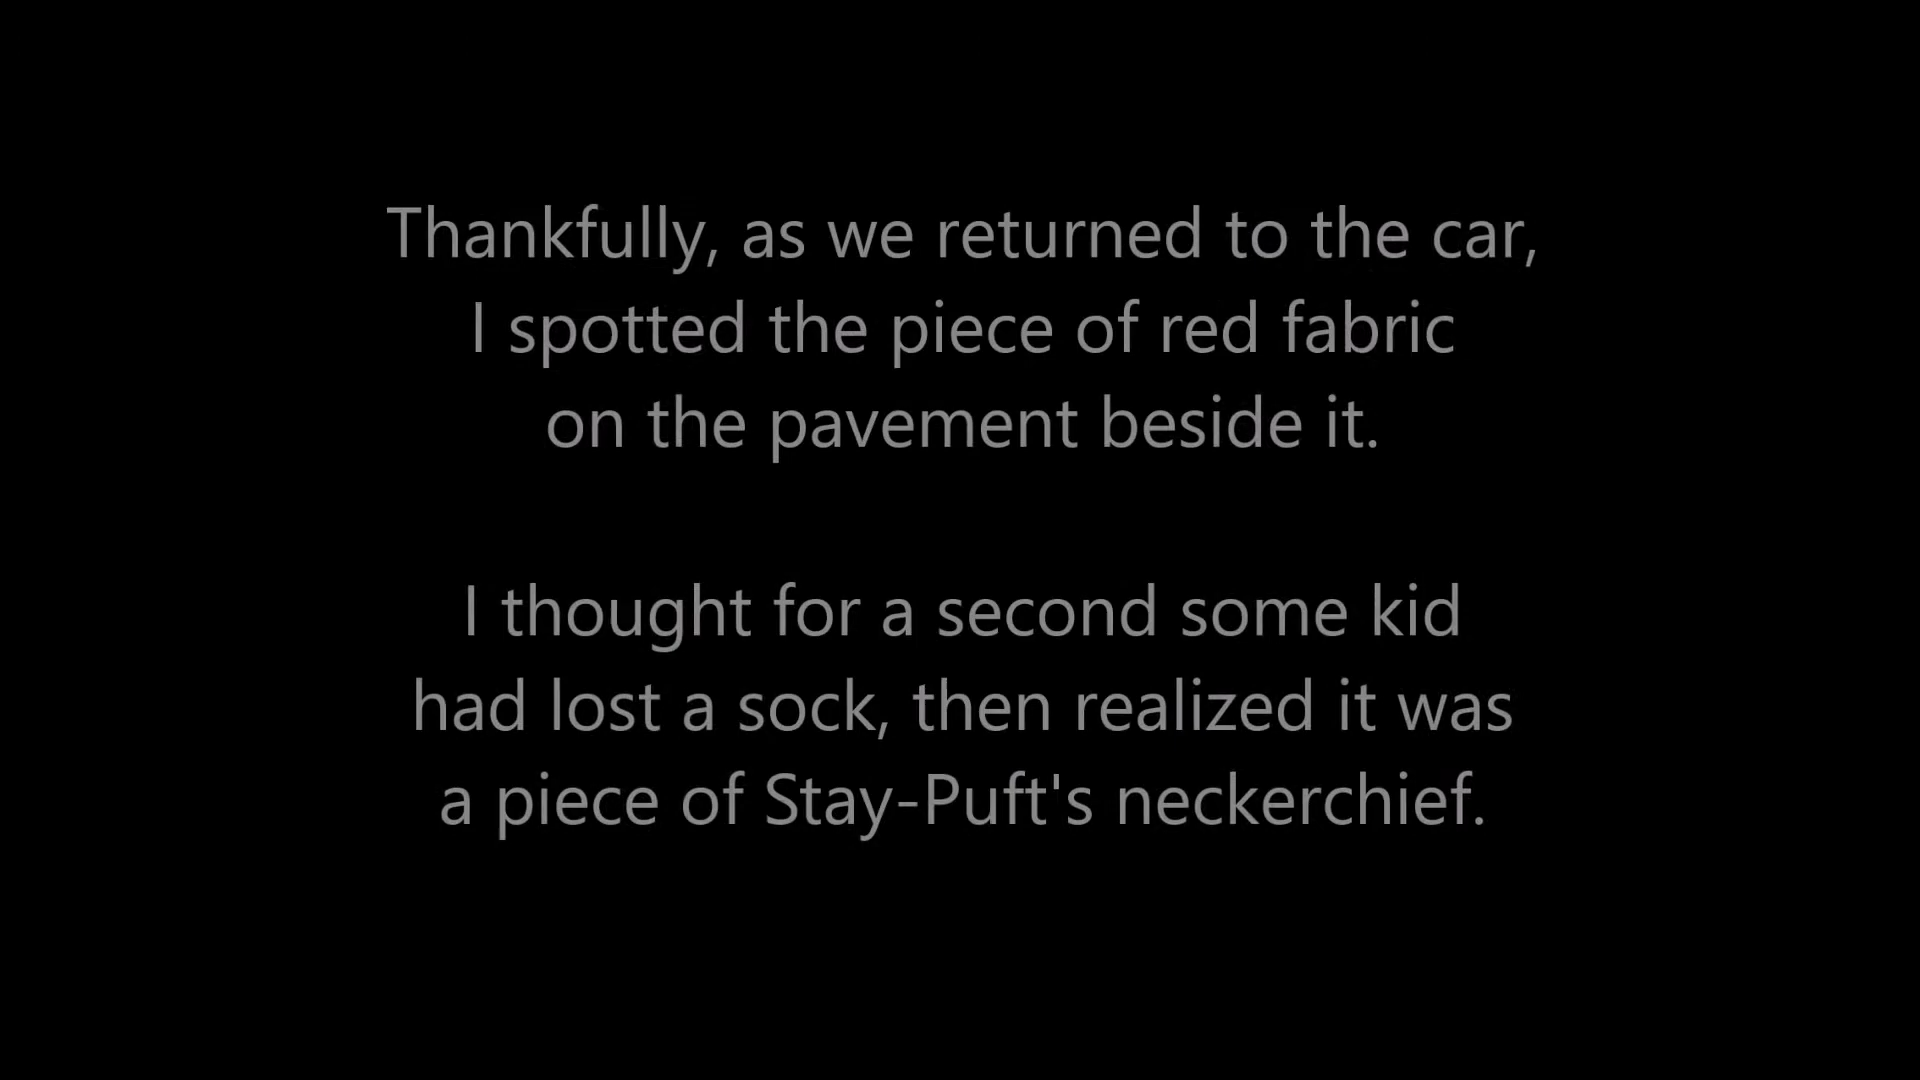 Thankfully, as we returned to the car,
I spotted the piece of red fabric
on the pavement beside it.
I thought for a second some kid
had lost a sock, then realized it was
a piece of Stay-Puft's neckerchief.